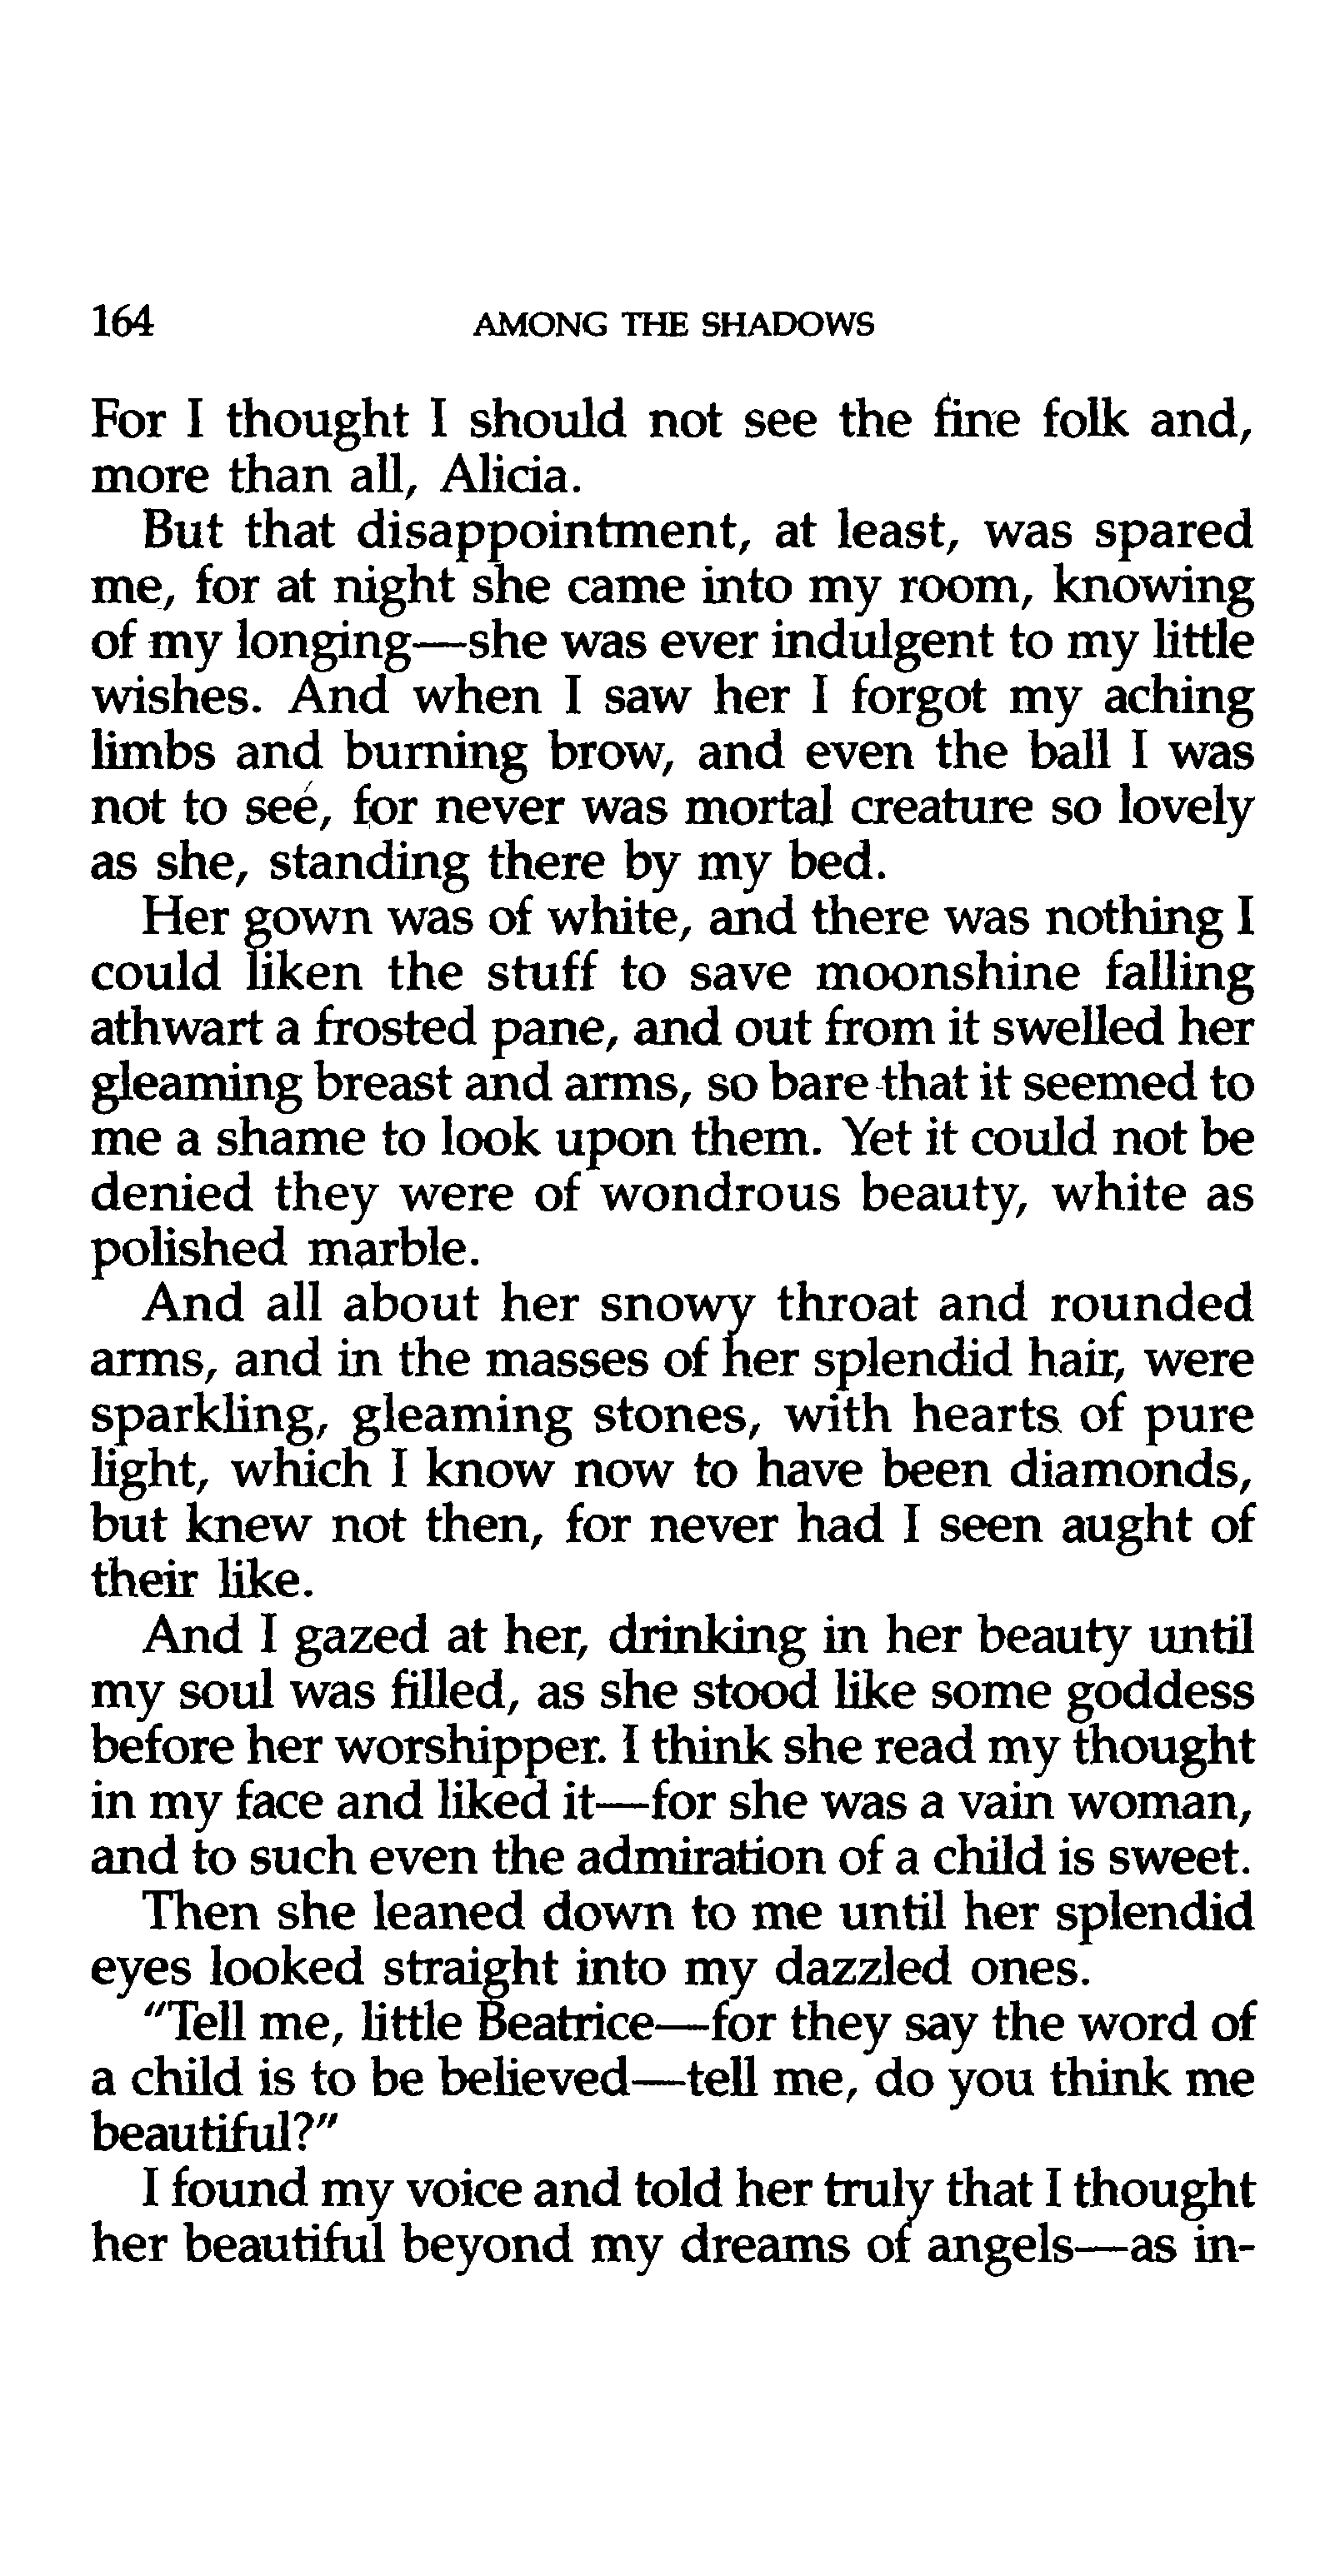 164 AMONG THE SHADOWS
For I thought I should not see the fine folk and,
more than all, Alicia.
But that disappointment, at least, was spared
me, for at night she came into my room, knowing
of my longing—she was ever indulgent to my little
wishes. And when I saw her I forgot my aching
limbs and burning brow, and even the ball I was
not to see, for never was mortal creature so lovely
as she, standing there by my bed.
Her gown was of white, and there was nothing I
could liken the stuff to save moonshine falling
athwart a frosted pane, and out from it swelled her
gleaming breast and arms, so bare that it seemed to
me a shame to look upon them. Yet it could not be
denied they were of wondrous beauty, white as
polished marble.
And all about her snowy throat and rounded
arms, and in the masses of her splendid hair, were
sparkling, gleaming stones, with hearts of pure
light, which I know now to have been diamonds,
but knew not then, for never had I seen aught of
their like.
And I gazed at her, drinking in her beauty until
my soul was filled, as she stood like some goddess
before her worshipper. I think she read my thought
in my face and liked it—for she was a vain woman,
and to such even the admiration of a child is sweet.
Then she leaned down to me until her splendid
eyes looked straight into my dazzled ones.
"Tell me, little Beatrice—for they say the word of
a child is to be believed—tell me, do you think me
beautiful?"
I found my voice and told her truly that I thought
her beautiful beyond my dreams of angels—as in-